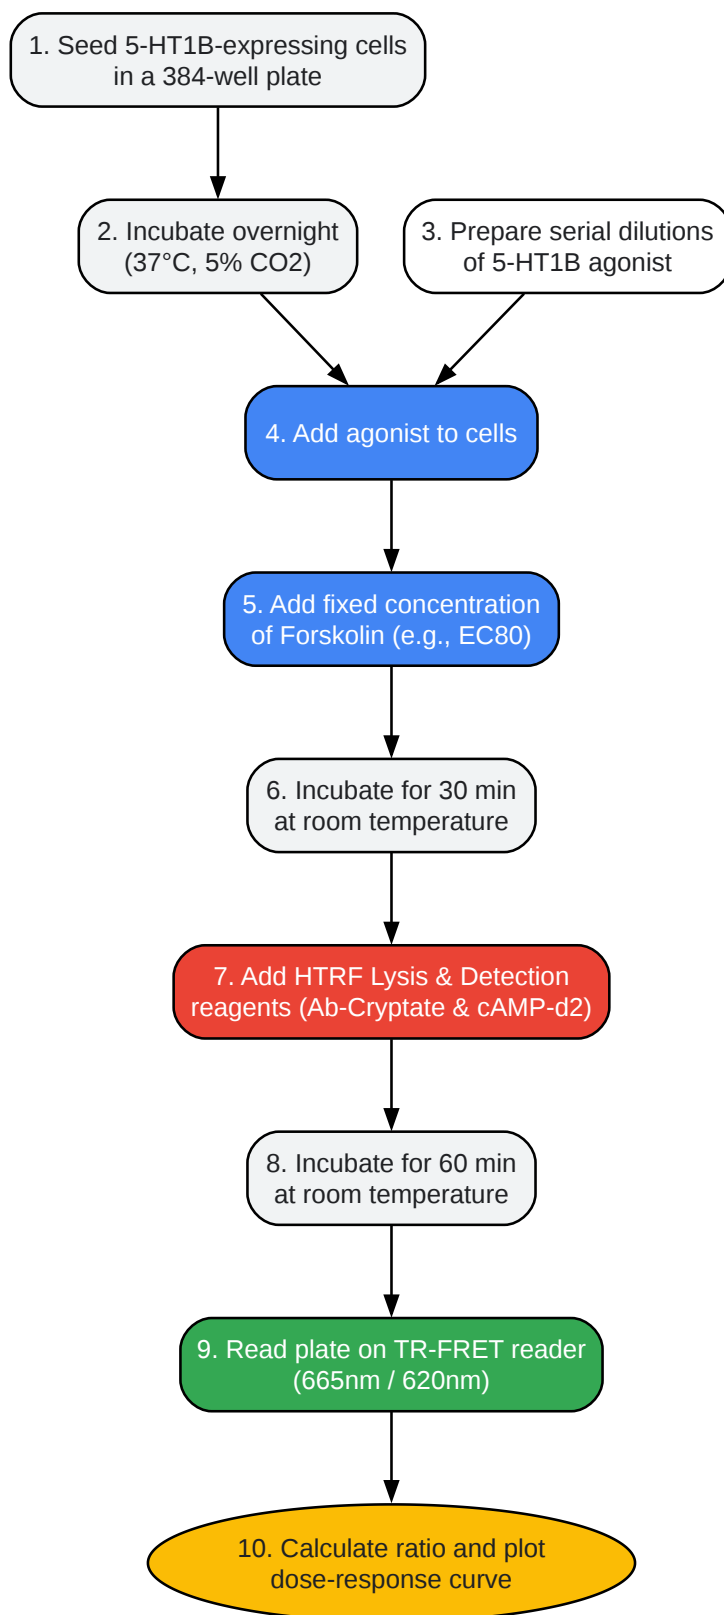 1. Seed 5-HT1B-expressing cells
in a 384-well plate
2. Incubate overnight
(37°C, 5% CO2)
3. Prepare serial dilutions
of 5-HT1B agonist
4. Add agonist to cells
5. Add fixed concentration
of Forskolin (e.g., EC80)
6. Incubate for 30 min
at room temperature
7. Add HTRF Lysis & Detection
reagents (Ab-Cryptate & cAMP-d2)
8. Incubate for 60 min
at room temperature
9. Read plate on TR-FRET reader
(665nm / 620nm)
10. Calculate ratio and plot
dose-response curve